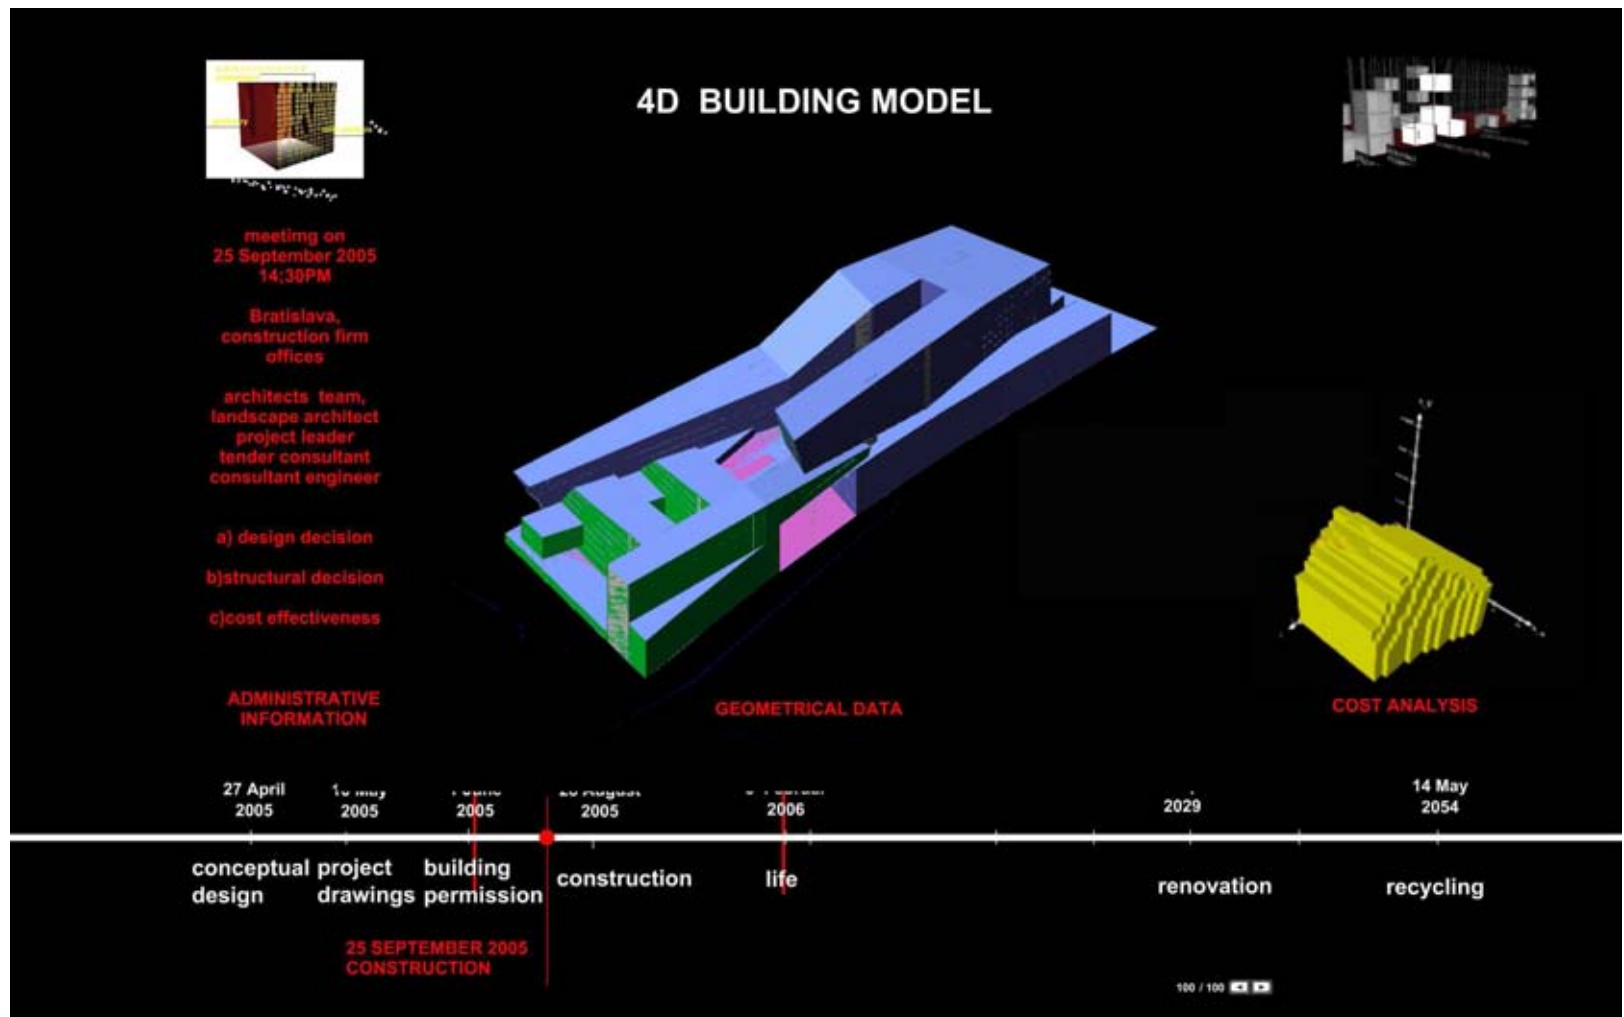 4D BUILDING MODEL
meetimg on
25 September 2005
14;30PM
Bratislava,
construction firm
offices
architects team,
landscape architect
project leader
tender consultant
consultant engineer
a) design decision
b)structural decision
c)cost effectiveness
ADMINISTRATIVE
INFORMATION
GEOMETRICAL DATA
COST ANALYSIS
27 April
2005
May
2005
2005
August
2005
2006
2029
14 May
2054
conceptual
design
project
drawings
building
permission
construction
life
renovation
recycling
25 SEPTEMBER 2005
CONSTRUCTION
100 / 100